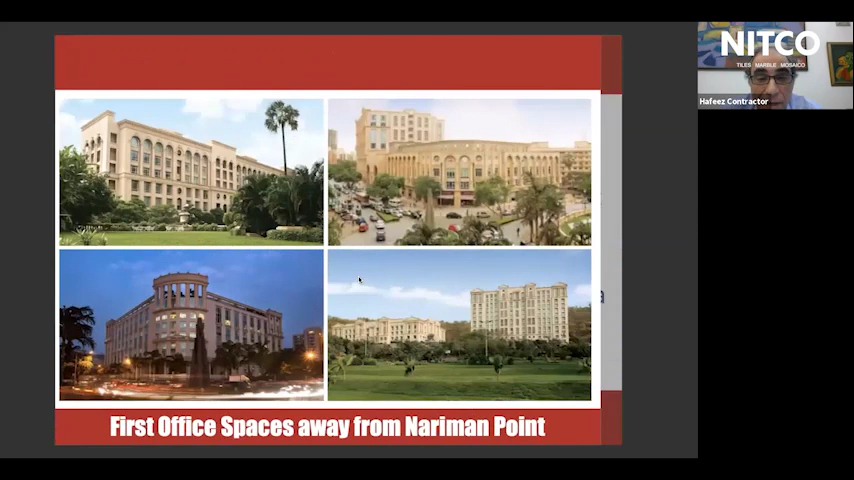 NITCO
TILES MARBLE MOSAICO
Hafeez Contractor
First Office Spaces away from Nariman Point